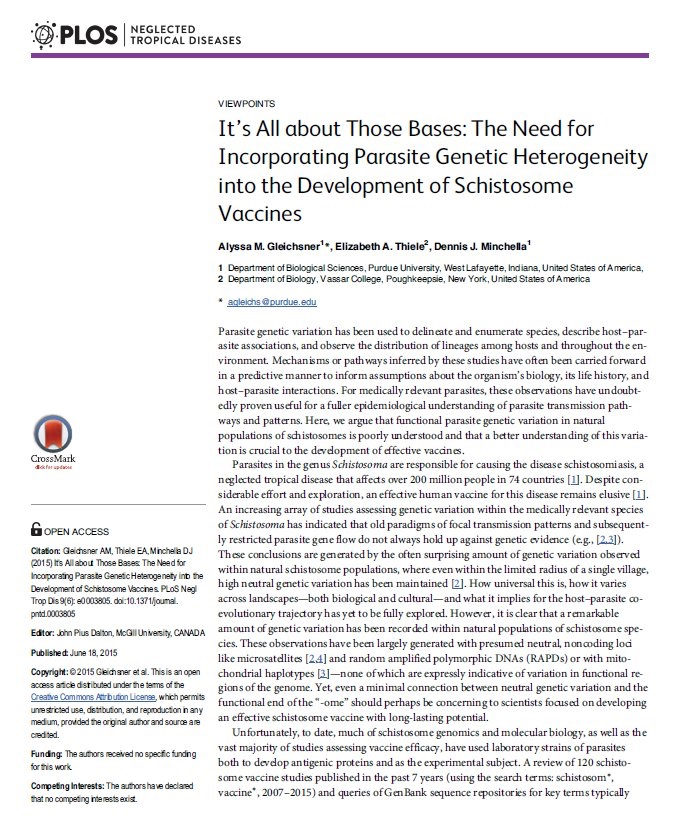 PLOS | NEGLECTED
TROPICAL DISEASES
VIEWPOINTS
It's All about Those Bases: The Need for
Incorporating Parasite Genetic Heterogeneity
into the Development of Schistosome
Vaccines
Alyssa M. Gleichsner1*, Elizabeth A. Thiele2, Dennis J. Minchella1
1 Department of Biological Sciences, Purdue University, West Lafayette, Indiana, United States of America,
2 Department of Biology, Vassar College, Poughkeepsie, New York, United States of America
* agleichs@purdue.edu
Parasite genetic variation has been used to delineate and enumerate species, describe host–par-
asite associations, and observe the distribution of lineages among hosts and throughout the en-
vironment. Mechanisms or pathways inferred by these studies have often been carried forward
in a predictive manner to inform assumptions about the organism's biology, its life history, and
host–parasite interactions. For medically relevant parasites, these observations have undoubt-
edly proven useful for a fuller epidemiological understanding of parasite transmission path-
ways and patterns. Here, we argue that functional parasite genetic variation in natural
populations of schistosomes is poorly understood and that a better understanding of this varia-
tion is crucial to the development of effective vaccines.
Parasites in the genus Schistosoma are responsible for causing the disease schistosomiasis, a
neglected tropical disease that affects over 200 million people in 74 countries [1]. Despite con-
siderable effort and exploration, an effective human vaccine for this disease remains elusive [1].
An increasing array of studies assessing genetic variation within the medically relevant species
of Schistosoma has indicated that old paradigms of focal transmission patterns and subsequent-
ly restricted parasite gene flow do not always hold up against genetic evidence (e.g., [2,3]).
These conclusions are generated by the often surprising amount of genetic variation observed
within natural schistosome populations, where even within the limited radius of a single village,
high neutral genetic variation has been maintained [2]. How universal this is, how it varies
across landscapes—both biological and cultural—and what it implies for the host–parasite co-
evolutionary trajectory has yet to be fully explored. However, it is clear that a remarkable
amount of genetic variation has been recorded within natural populations of schistosome spe-
cies. These observations have been largely generated with presumed neutral, noncoding loci
like microsatellites [2,4] and random amplified polymorphic DNAs (RAPDs) or with mito-
chondrial haplotypes [3]—none of which are expressly indicative of variation in functional re-
gions of the genome. Yet, even a minimal connection between neutral genetic variation and the
functional end of the "-ome" should perhaps be concerning to scientists focused on developing
an effective schistosome vaccine with long-lasting potential.
Unfortunately, to date, much of schistosome genomics and molecular biology, as well as the
vast majority of studies assessing vaccine efficacy, have used laboratory strains of parasites
both to develop antigenic proteins and as the experimental subject. A review of 120 schisto-
some vaccine studies published in the past 7 years (using the search terms: schistosom*,
vaccine*, 2007–2015) and queries of GenBank sequence repositories for key terms typically
CrossMark
click for updates
OPEN ACCESS
Citation: Gleichsner AM, Thiele EA, Minchella DJ
(2015) It's All about Those Bases: The Need for
Incorporating Parasite Genetic Heterogeneity into the
Development of Schistosome Vaccines. PLoS Negl
Trop Dis 9(6): e0003805. doi:10.1371/journal.
pntd.0003805
Editor: John Pius Dalton, McGill University, CANADA
Published: June 18, 2015
Copyright: © 2015 Gleichsner et al. This is an open
access article distributed under the terms of the
Creative Commons Attribution License, which permits
unrestricted use, distribution, and reproduction in any
medium, provided the original author and source are
credited.
Funding: The authors received no specific funding
for this work.
Competing Interests: The authors have declared
that no competing interests exist.